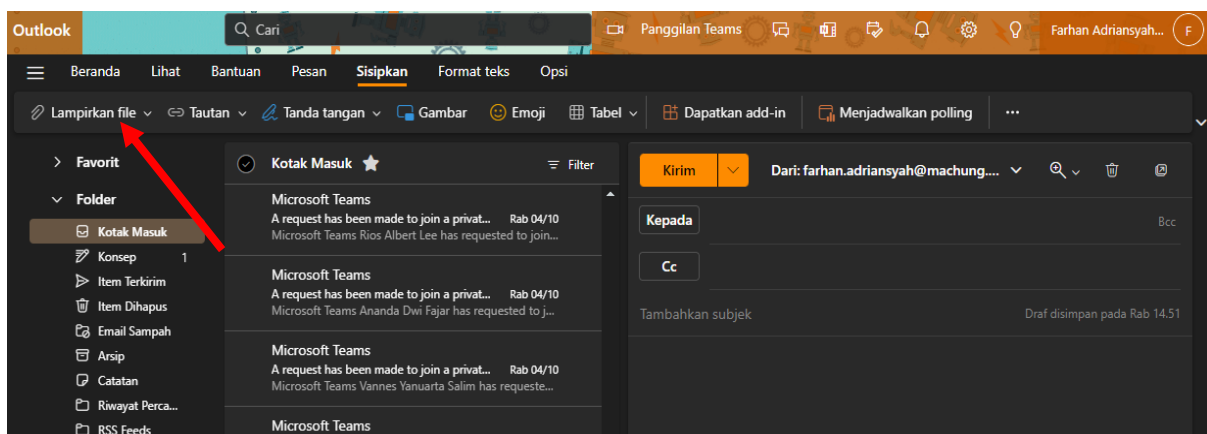 Outlook
Cari
Panggilan Teams
Farhan Adriansyah... F
Beranda Lihat Bantuan Pesan Sisipkan Format teks Opsi
Lampirkan file Tautan Tanda tangan Gambar Emoji Tabel Dapatkan add-in Menjadwalkan polling ...
Favorit
Folder
Kotak Masuk
Konsep 1
Item Terkirim
Item Dihapus
Email Sampah
Arsip
Catatan
Riwayat Perca...
RSS Feeds
Kotak Masuk Filter
Microsoft Teams
A request has been made to join a privat... Rab 04/10
Microsoft Teams Rios Albert Lee has requested to join...
Microsoft Teams
A request has been made to join a privat... Rab 04/10
Microsoft Teams Ananda Dwi Fajar has requested to j...
Microsoft Teams
A request has been made to join a privat... Rab 04/10
Microsoft Teams Vannes Yanuarta Salim has requeste...
Microsoft Teams
Kirim Dari: farhan.adriansyah@machung....
Kepada Bcc
Cc
Tambahkan subjek Draf disimpan pada Rab 14.51